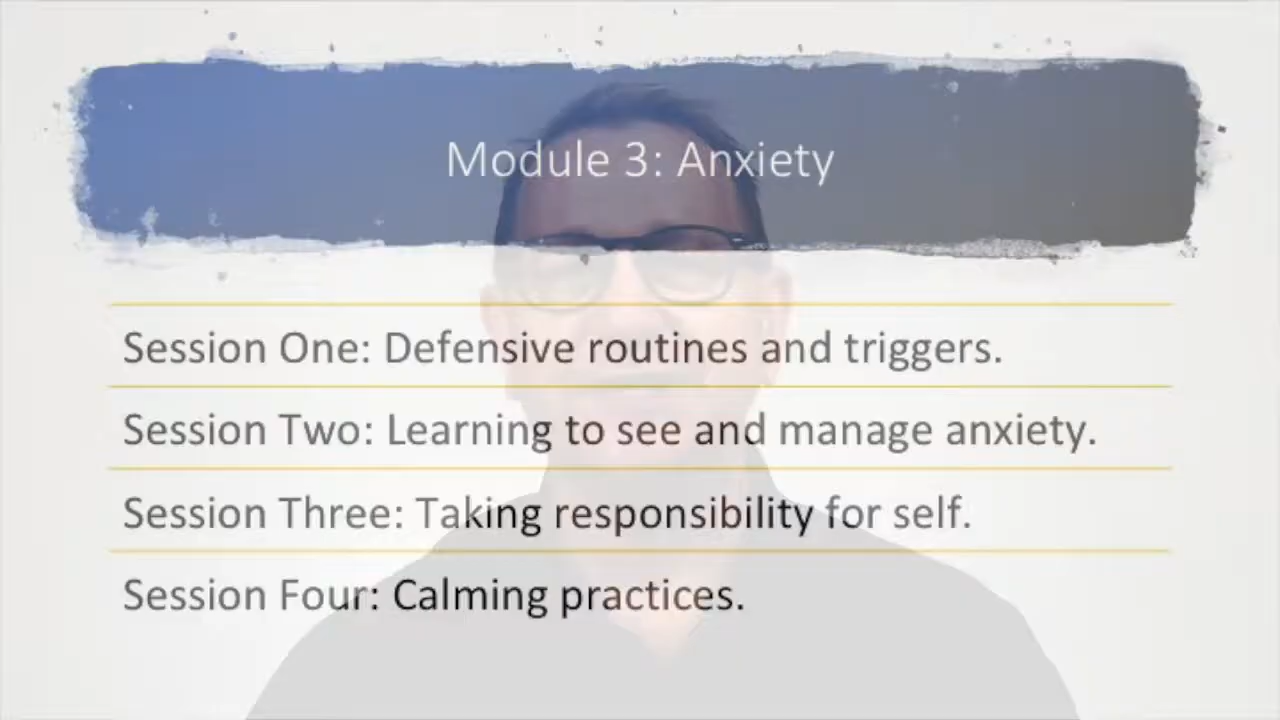 Module 3: Anxiety
Session One: Defensive routines and triggers.
Session Two: Learning to see and manage anxiety.
Session Three: Taking responsibility for self.
Session Four: Calming practices.